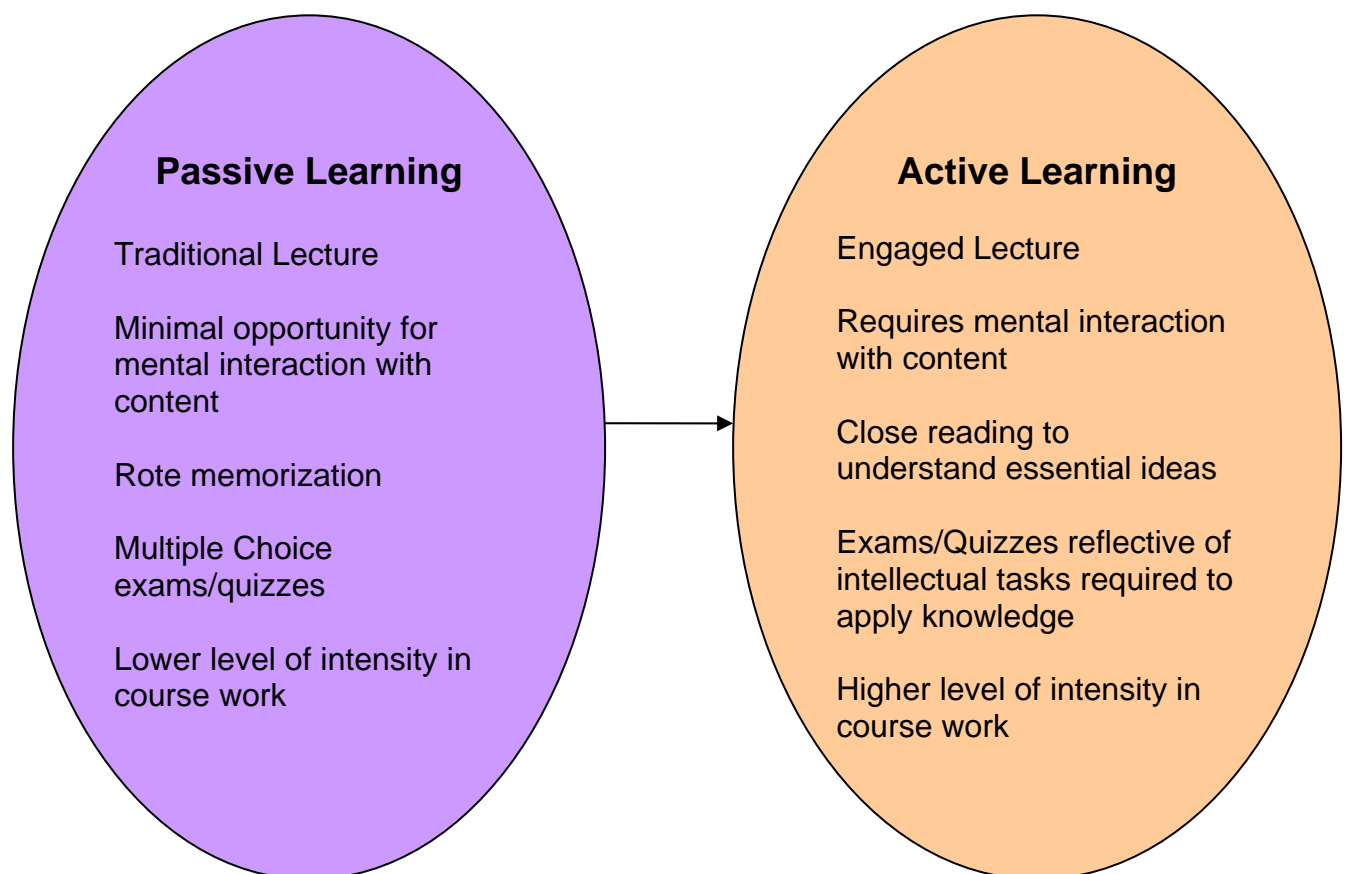 Passive Learning
Traditional Lecture
Minimal opportunity for
mental interaction with
content
Rote memorization
Multiple Choice
exams/quizzes
Lower level of intensity in
course work
Active Learning
Engaged Lecture
Requires mental interaction
with content
Close reading to
understand essential ideas
Exams/Quizzes reflective of
intellectual tasks required to
apply knowledge
Higher level of intensity in
course work